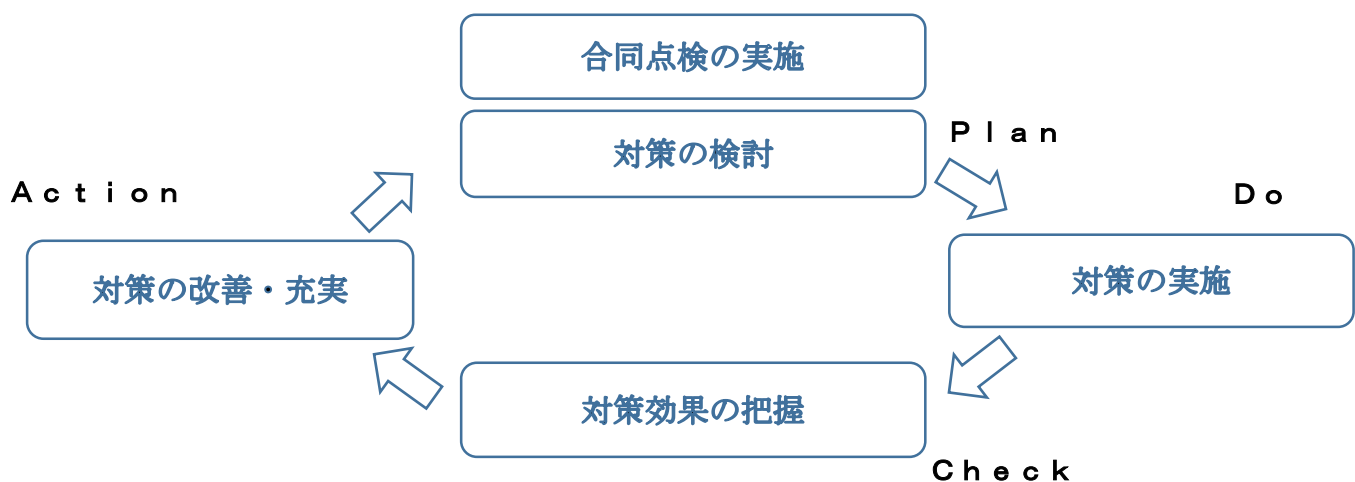 合同点検の実施
対策の検討
Ｐｌａｎ
Ｄｏ
対策の実施
Ａｃｔｉｏｎ
対策の改善・充実
対策効果の把握
Ｃｈｅｃｋ